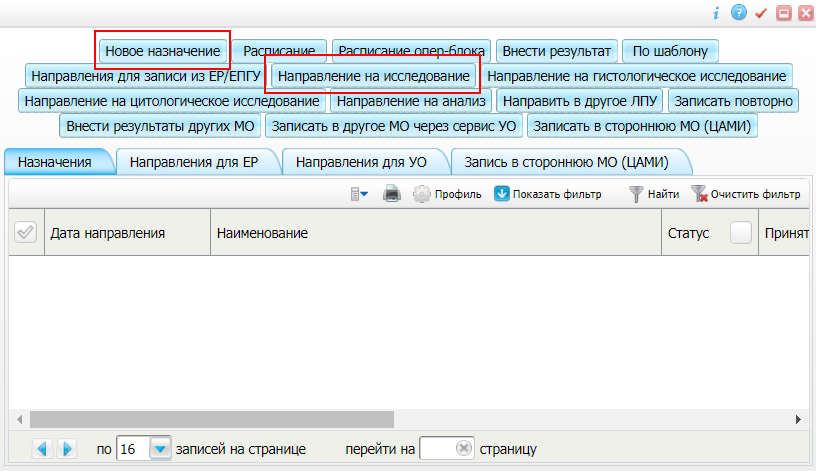 Новое назначение Расписание Расписание опер-блока Внести результат По шаблону
Направления для записи из ЕР/ЕПГУ Направление на исследование Направление на гистологическое исследование
Направление на цитологическое исследование Направление на анализ Направить в другое ЛПУ Записать повторно
Внести результаты других МО Записать в другое МО через сервис УО Записать в стороннюю МО (ЦАМИ)
Назначения Направления для ЕР Направления для УО Запись в стороннюю МО (ЦАМИ)
Профиль Показать фильтр Найти Очистить фильтр
Дата направления Наименование Статус Принят
по 16 записей на странице перейти на страницу